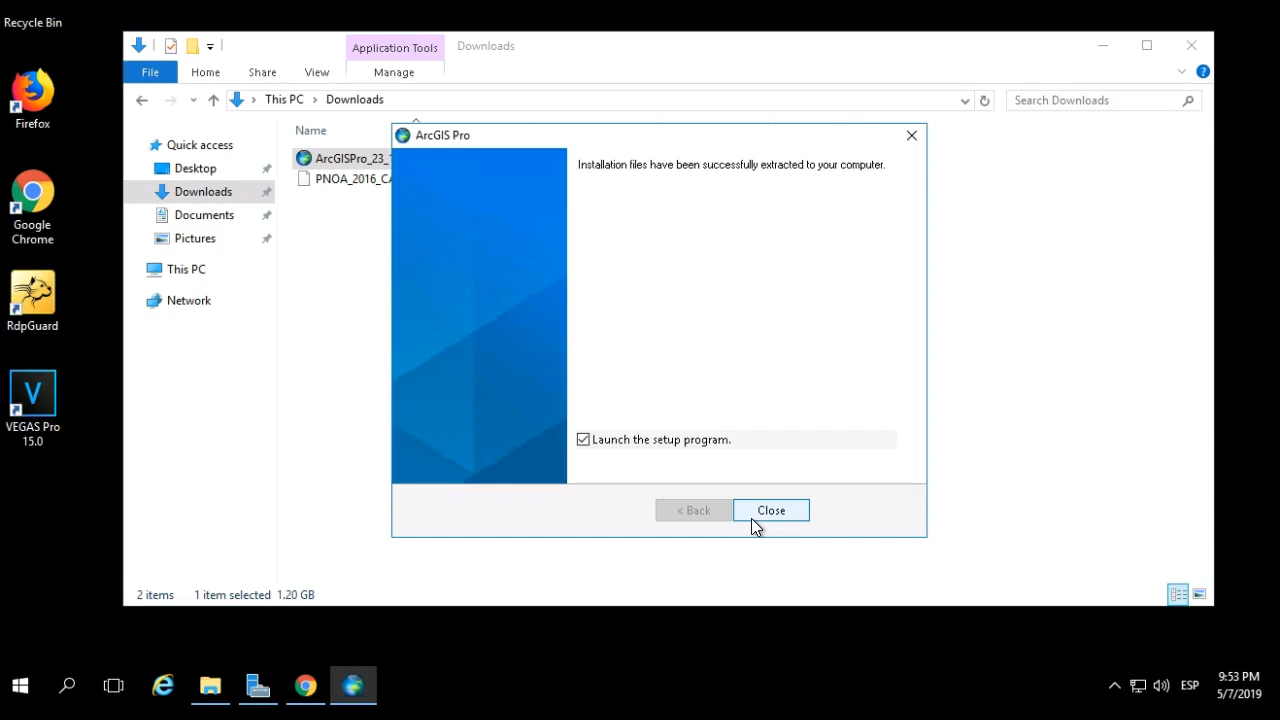 Recycle Bin
Firefox
Google
Chrome
RdpGuard
VEGAS Pro
15.0
Application Tools
Downloads
File
Home
Share
View
Manage
This PC
Downloads
Search Downloads
Quick access
Desktop
Downloads
Documents
Pictures
This PC
Network
Name
ArcGISPro_23_
PNOA_2016_CA
ArcGIS Pro
Installation files have been successfully extracted to your computer.
Launch the setup program.
< Back
Close
2 items
1 item selected
1.20 GB
ESP
9:53 PM
5/7/2019